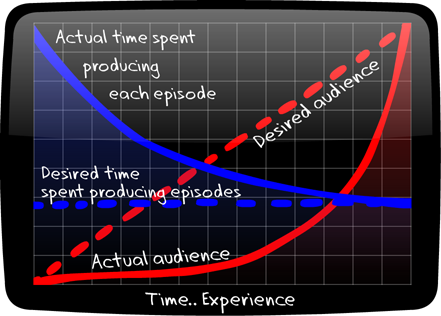 Actual time spent
producing
each episode
Desired audience
Desired time
spent producing episodes
Actual audience
Time.. Experience